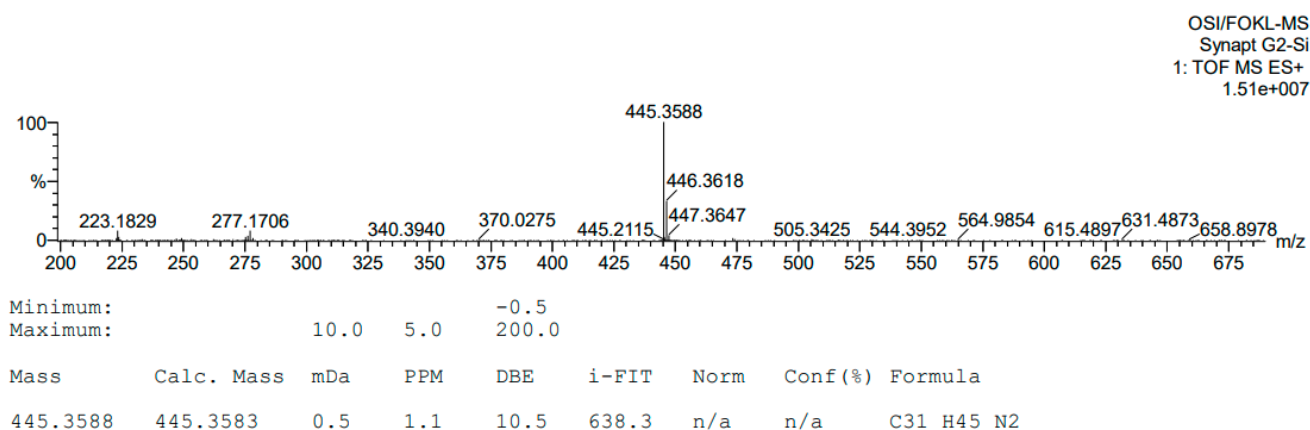 OSI/FOKL-MS
Synapt G2-Si
1: TOF MS ES+
1.51e+007
445.3588
100
%
446.3618
447.3647
223.1829 277.1706 340.3940 370.0275 445.2115 505.3425 544.3952 564.9854 615.4897 631.4873 658.8978
0
m/z
200 225 250 275 300 325 350 375 400 425 450 475 500 525 550 575 600 625 650 675
Minimum: -0.5
Maximum: 10.0 5.0 200.0
Mass Calc. Mass mDa PPM DBE i-FIT Norm Conf(%) Formula
445.3588 445.3583 0.5 1.1 10.5 638.3 n/a n/a C31 H45 N2